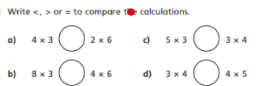 Write <, > or = to compare the calculations.
a) 4 × 3 2 × 6 c) 5 × 3 3 × 4
b) 8 × 3 4 × 6 d) 3 × 4 4 × 5